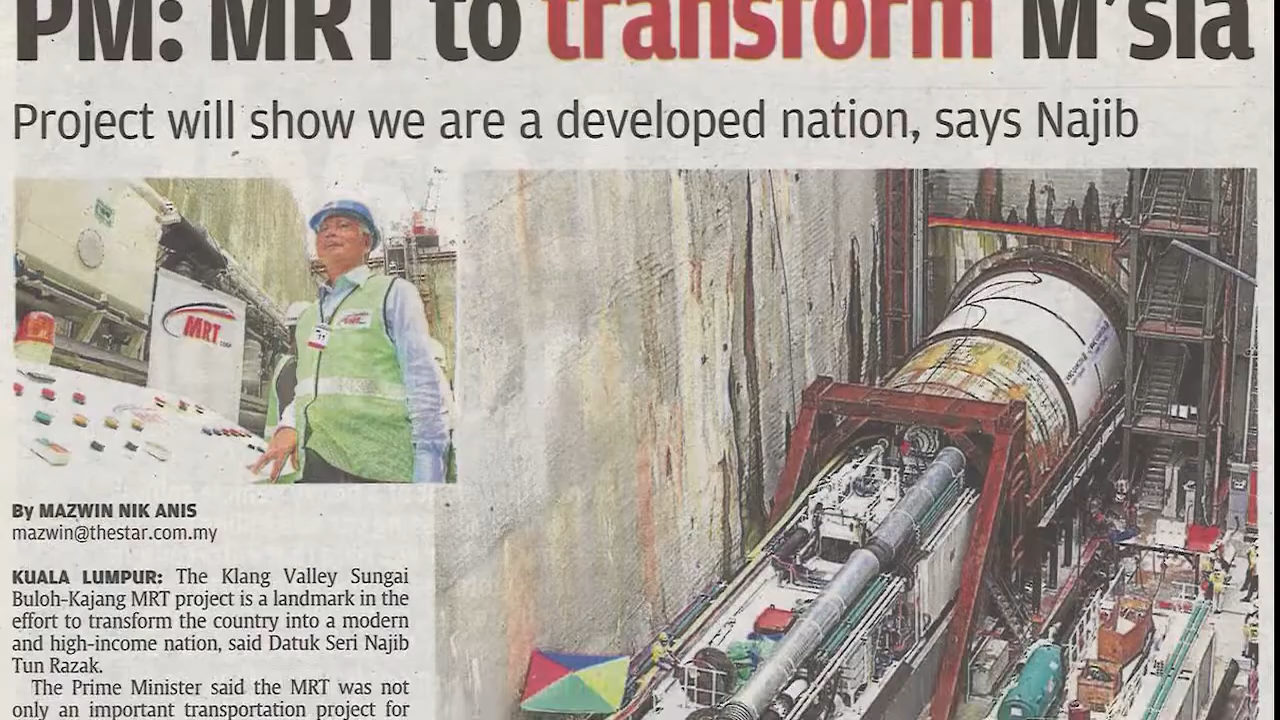 PM: MRT to transform M'sia
Project will show we are a developed nation, says Najib
MRT
11
By MAZWIN NIK ANIS
mazwin@thestar.com.my
KUALA LUMPUR: The Klang Valley Sungai
Buloh-Kajang MRT project is a landmark in the
effort to transform the country into a modern
and high-income nation, said Datuk Seri Najib
Tun Razak.
The Prime Minister said the MRT was not
only an important transportation project for